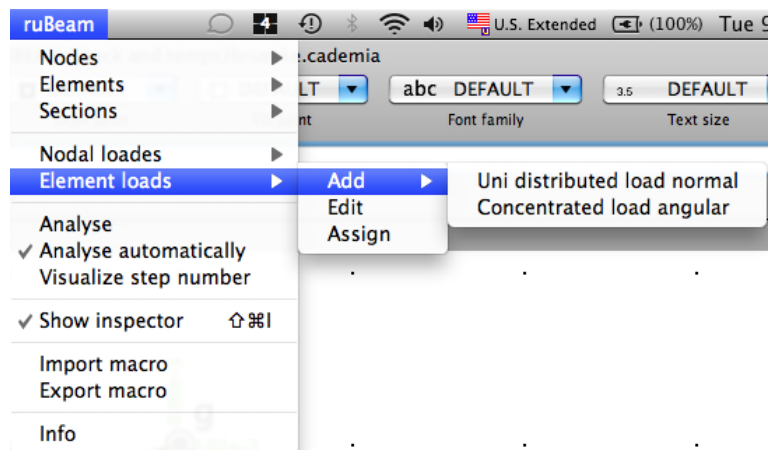 ruBeam 4 U.S. Extended (100%) Tue
Nodes
.cademia
Elements
LT abc DEFAULT 3.5 DEFAULT
Sections
nt Font family Text size
Nodal loades
Element loads Add Uni distributed load normal
Edit Concentrated load angular
Assign
Analyse
✓ Analyse automatically
Visualize step number
✓ Show inspector ⇧⌘I
Import macro
Export macro
Info
g